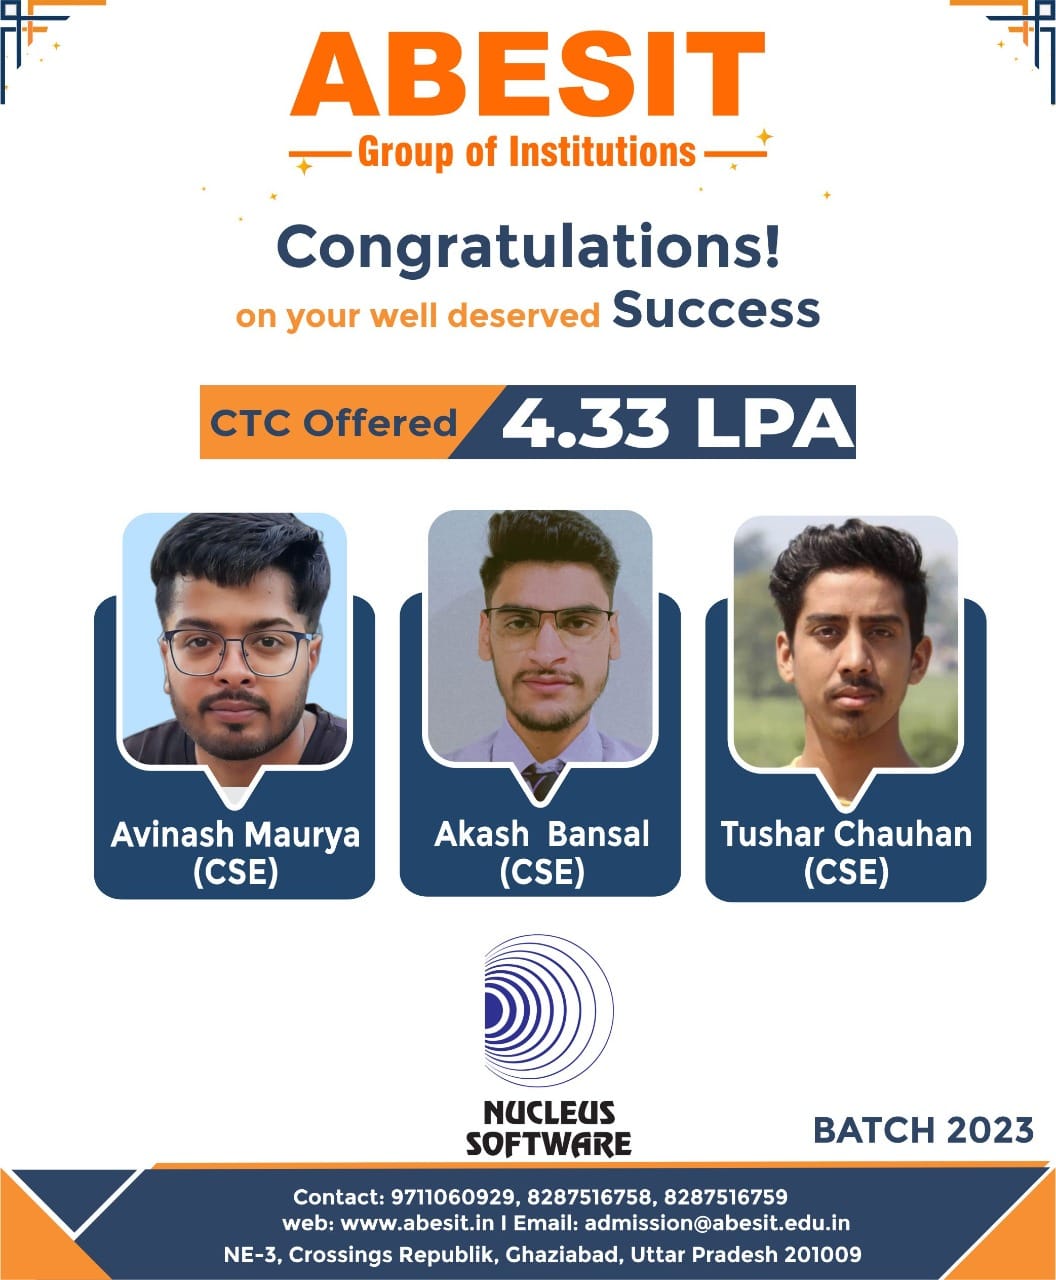 ABESIT
Group of Institutions
Congratulations!
on your well deserved Success
CTC Offered 4.33 LPA
Avinash Maurya
(CSE)
Akash Bansal
(CSE)
Tushar Chauhan
(CSE)
NUCLEUS
SOFTWARE
BATCH 2023
Contact: 9711060929, 8287516758, 8287516759
web: www.abesit.in I Email: admission@abesit.edu.in
NE-3, Crossings Republik, Ghaziabad, Uttar Pradesh 201009